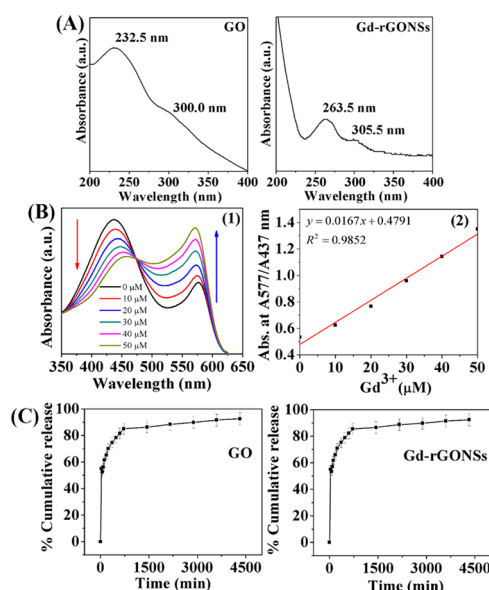 (A)
GO
232.5 nm
300.0 nm
Absorbance (a.u.)
200 250 300 350 400
Wavelength (nm)
Gd-rGONSs
263.5 nm
305.5 nm
Absorbance (a.u.)
200 250 300 350 400
Wavelength (nm)
(B)
(1)
Absorbance (a.u.)
0 µM
10 µM
20 µM
30 µM
40 µM
50 µM
350 400 450 500 550 600 650
Wavelength (nm)
(2)
y = 0.0167x + 0.4791
R² = 0.9852
Abs. at A577/A437 nm
1.4
1.2
1.0
0.8
0.6
0.4
0 10 20 30 40 50
Gd³⁺(µM)
(C)
% Cumulative release
100
80
60
40
20
0
GO
0 1500 3000 4500
Time (min)
% Cumulative release
100
80
60
40
20
0
Gd-rGONSs
0 1500 3000 4500
Time (min)